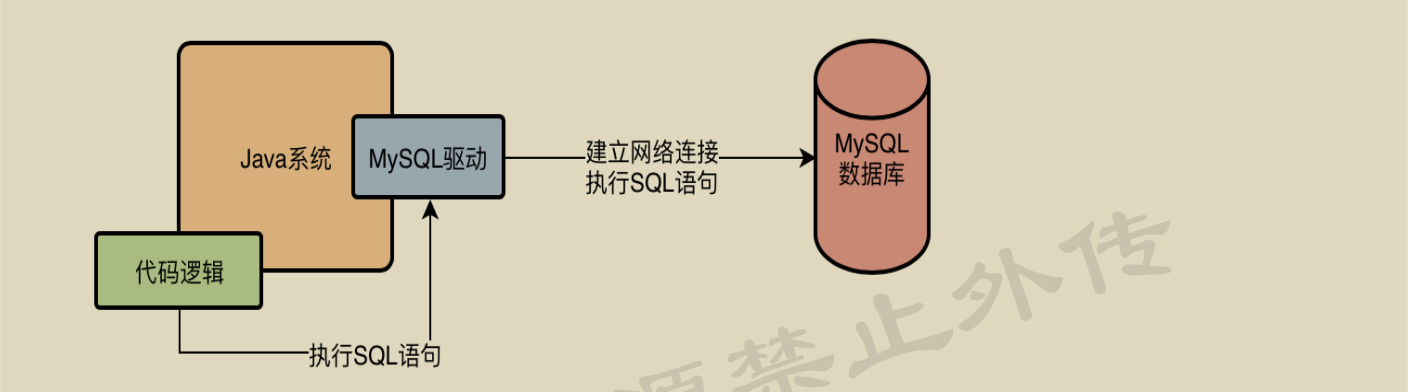 Java系统
MySQL驱动
建立网络连接
执行SQL语句
MySQL
数据库
代码逻辑
执行SQL语句
源禁止外传